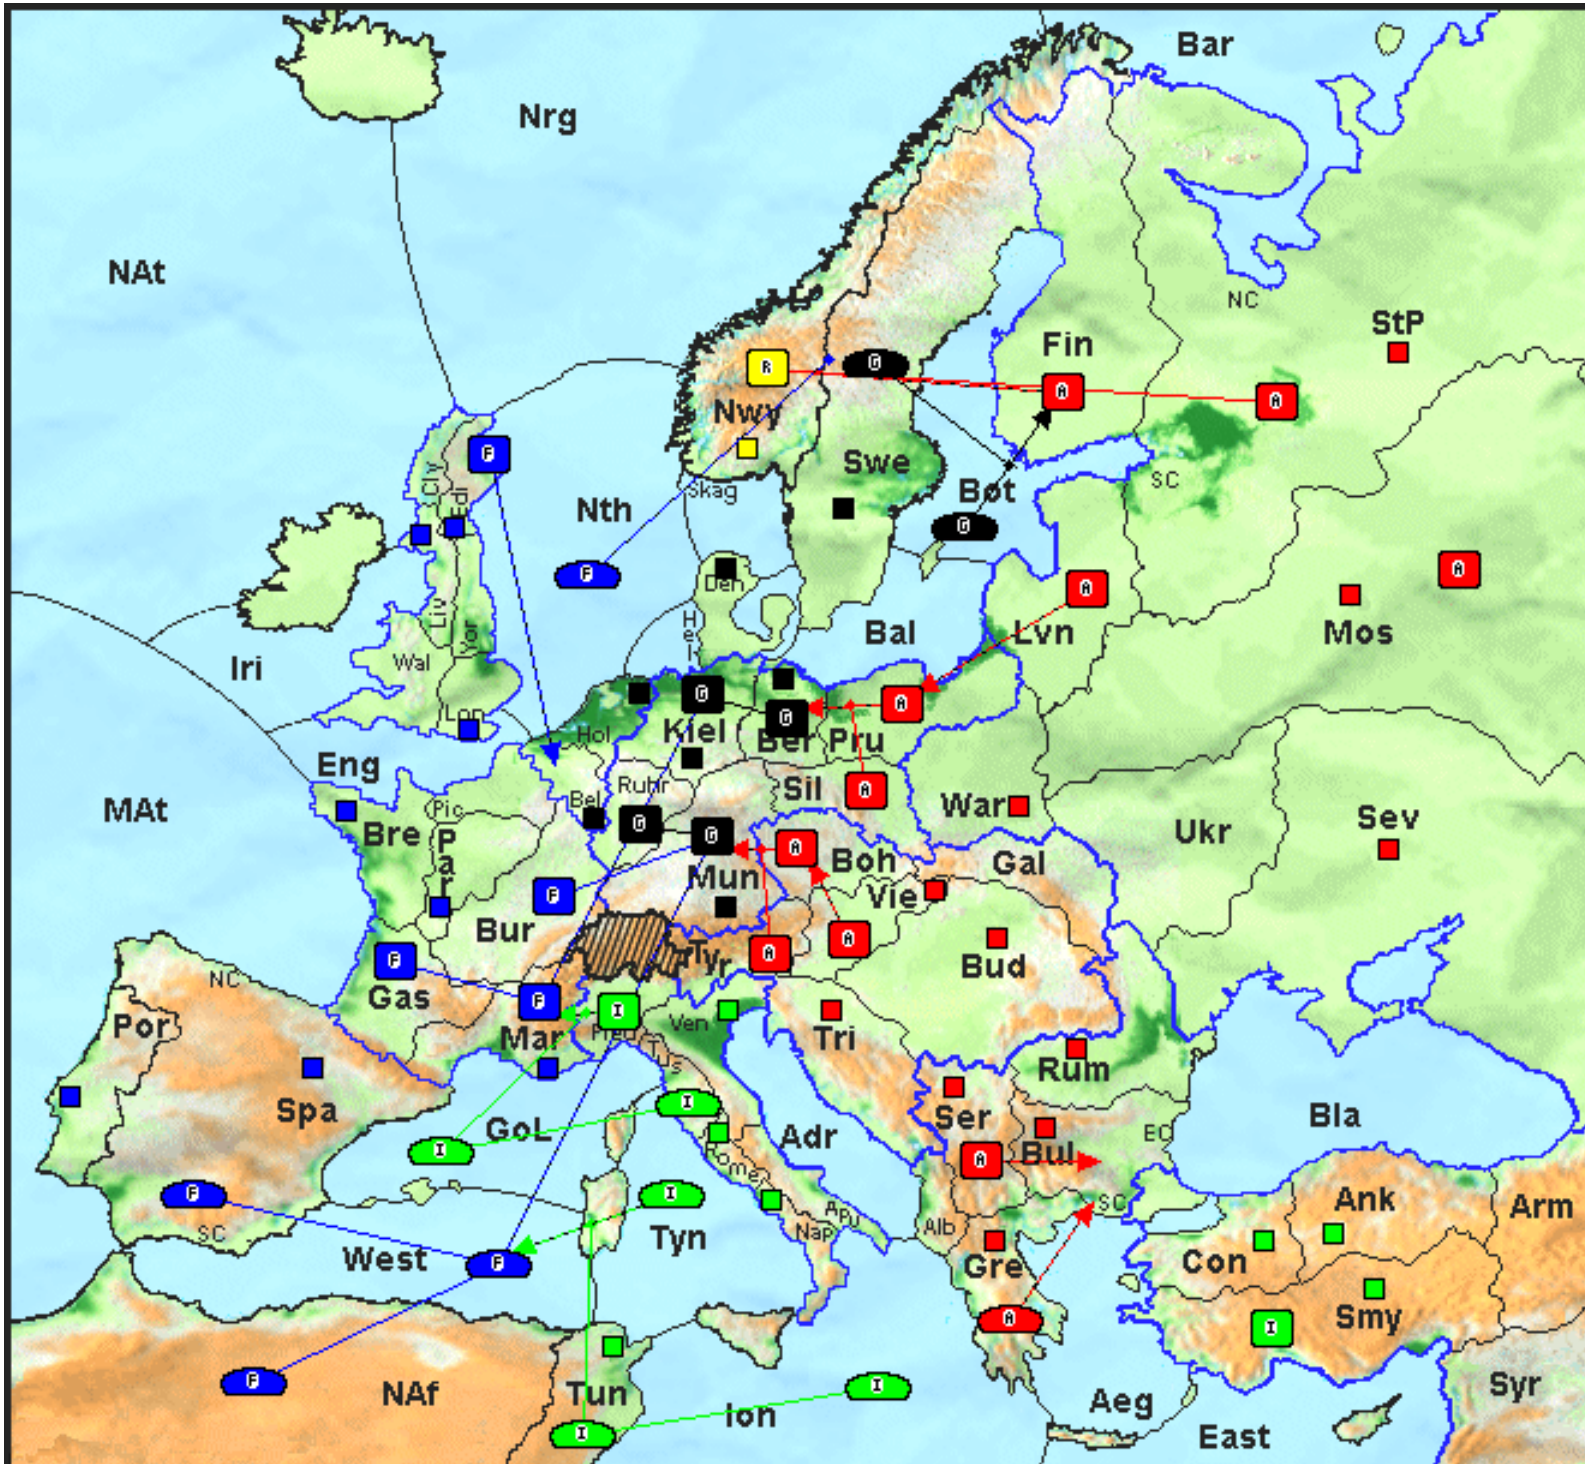 Bar
Nrg
NAt
NC
StP
Fin
R
G
A
A
Nwy
Cly
Edi
F
Swe
SC
Skag
Bot
Nth
G
F
A
A
Den
Hel
Liv
Yor
Bal
Lvn
Mos
Iri
Wal
Lon
G
G
A
Hol
Kiel
Ber
Pru
Eng
Ruhr
Sil
A
MAt
Pic
Bel
War
Bre
Par
G
G
A
Boh
Gal
Ukr
Sev
Mun
Vie
F
Bur
A
Tyr
A
Bud
F
Gas
NC
F
I
Por
Mar
Pied
Ven
Tus
Tri
Rum
Spa
I
Ser
Bla
GoL
Adr
Bul
EC
I
Rome
A
F
I
Apu
SC
Ank
Arm
SC
West
Tyn
Nap
Alb
Gre
Con
F
Smy
A
I
F
NAf
Tun
I
Ion
Aeg
Syr
I
East